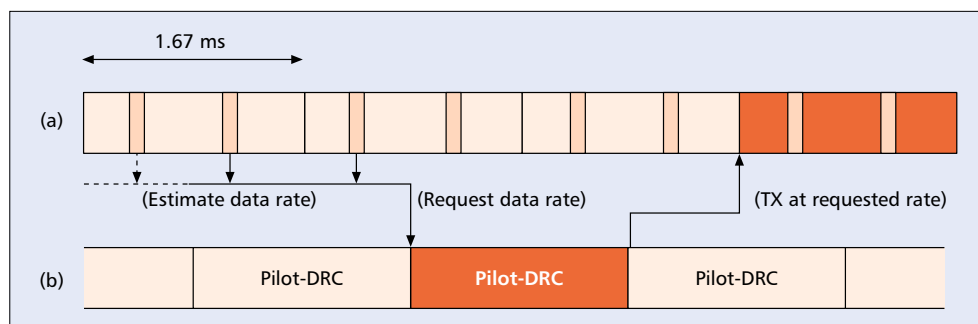 1.67 ms
(a)
(Estimate data rate) (Request data rate) (TX at requested rate)
(b) Pilot-DRC Pilot-DRC Pilot-DRC